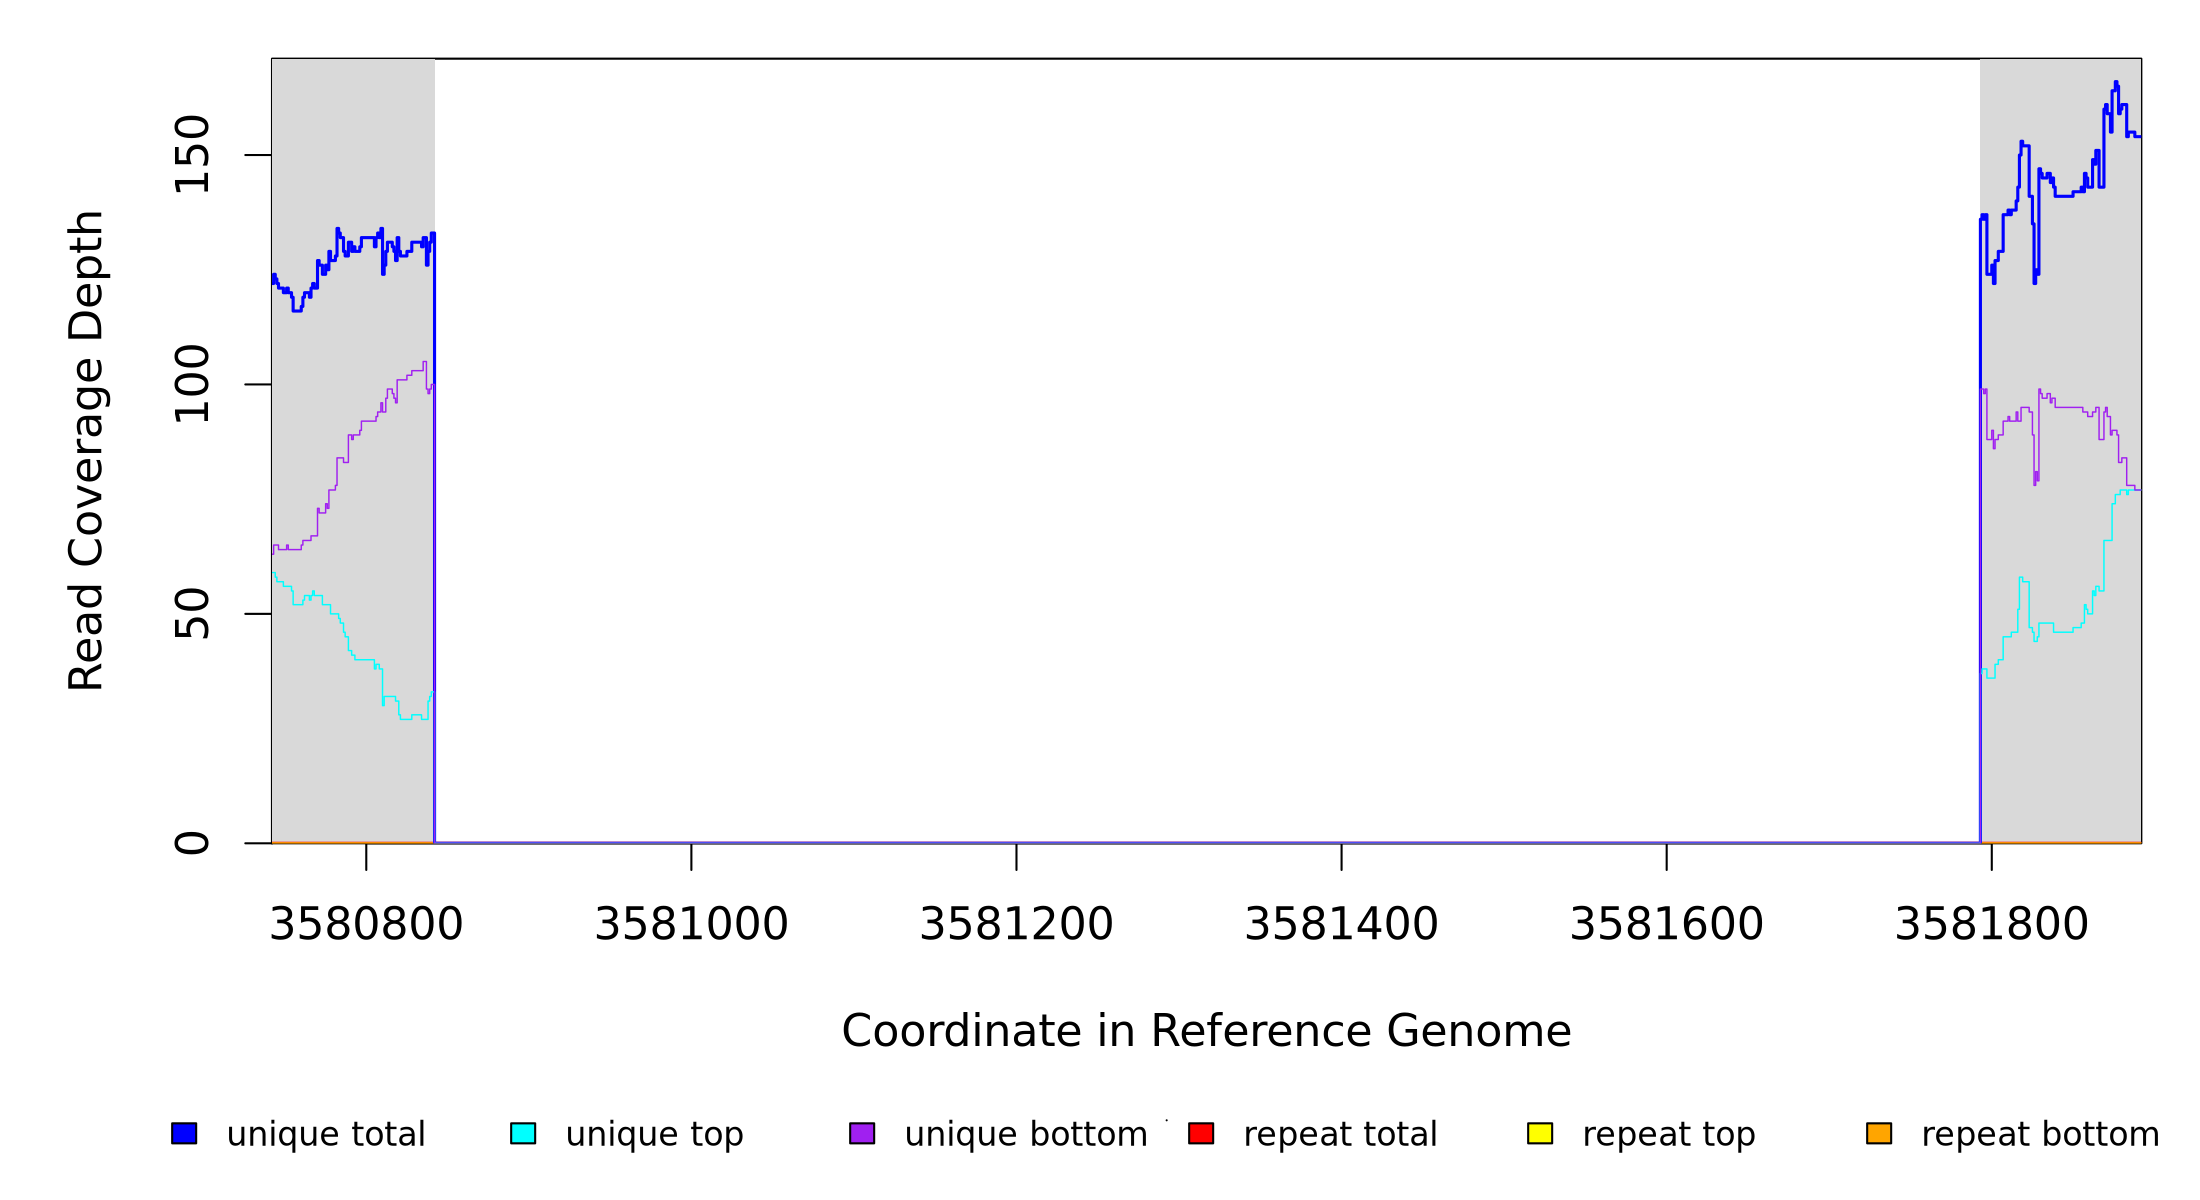 Read Coverage Depth
150
100
50
0
3580800 3581000 3581200 3581400 3581600 3581800
Coordinate in Reference Genome
unique total unique top unique bottom repeat total repeat top repeat bottom